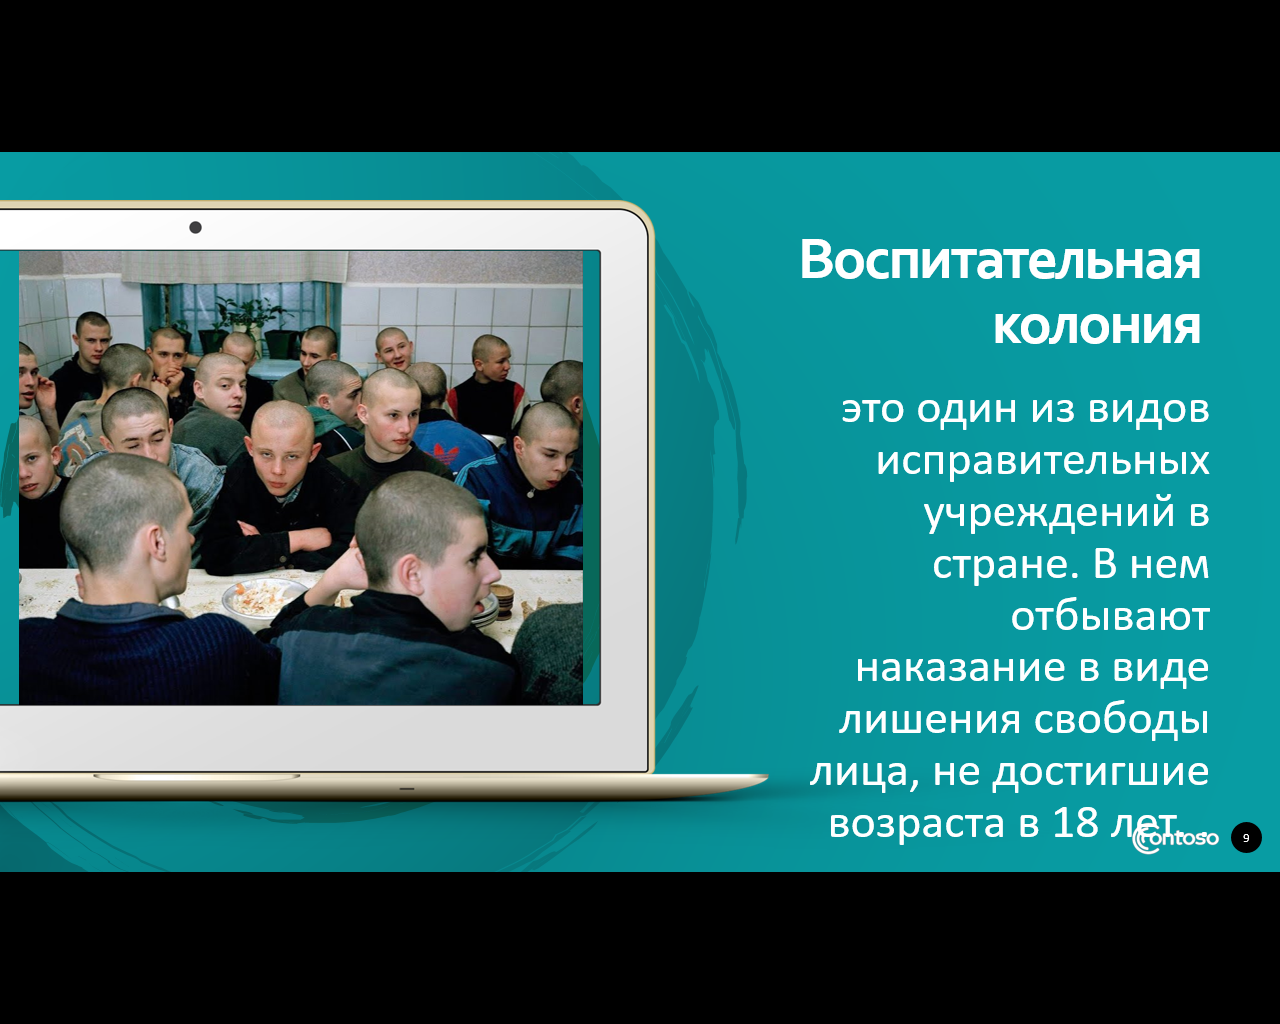 Воспитательная
колония
это один из видов
исправительных
учреждений в
стране. В нем
отбывают
наказание в виде
лишения свободы
лица, не достигшие
возраста в 18 лет.
Contoso
9